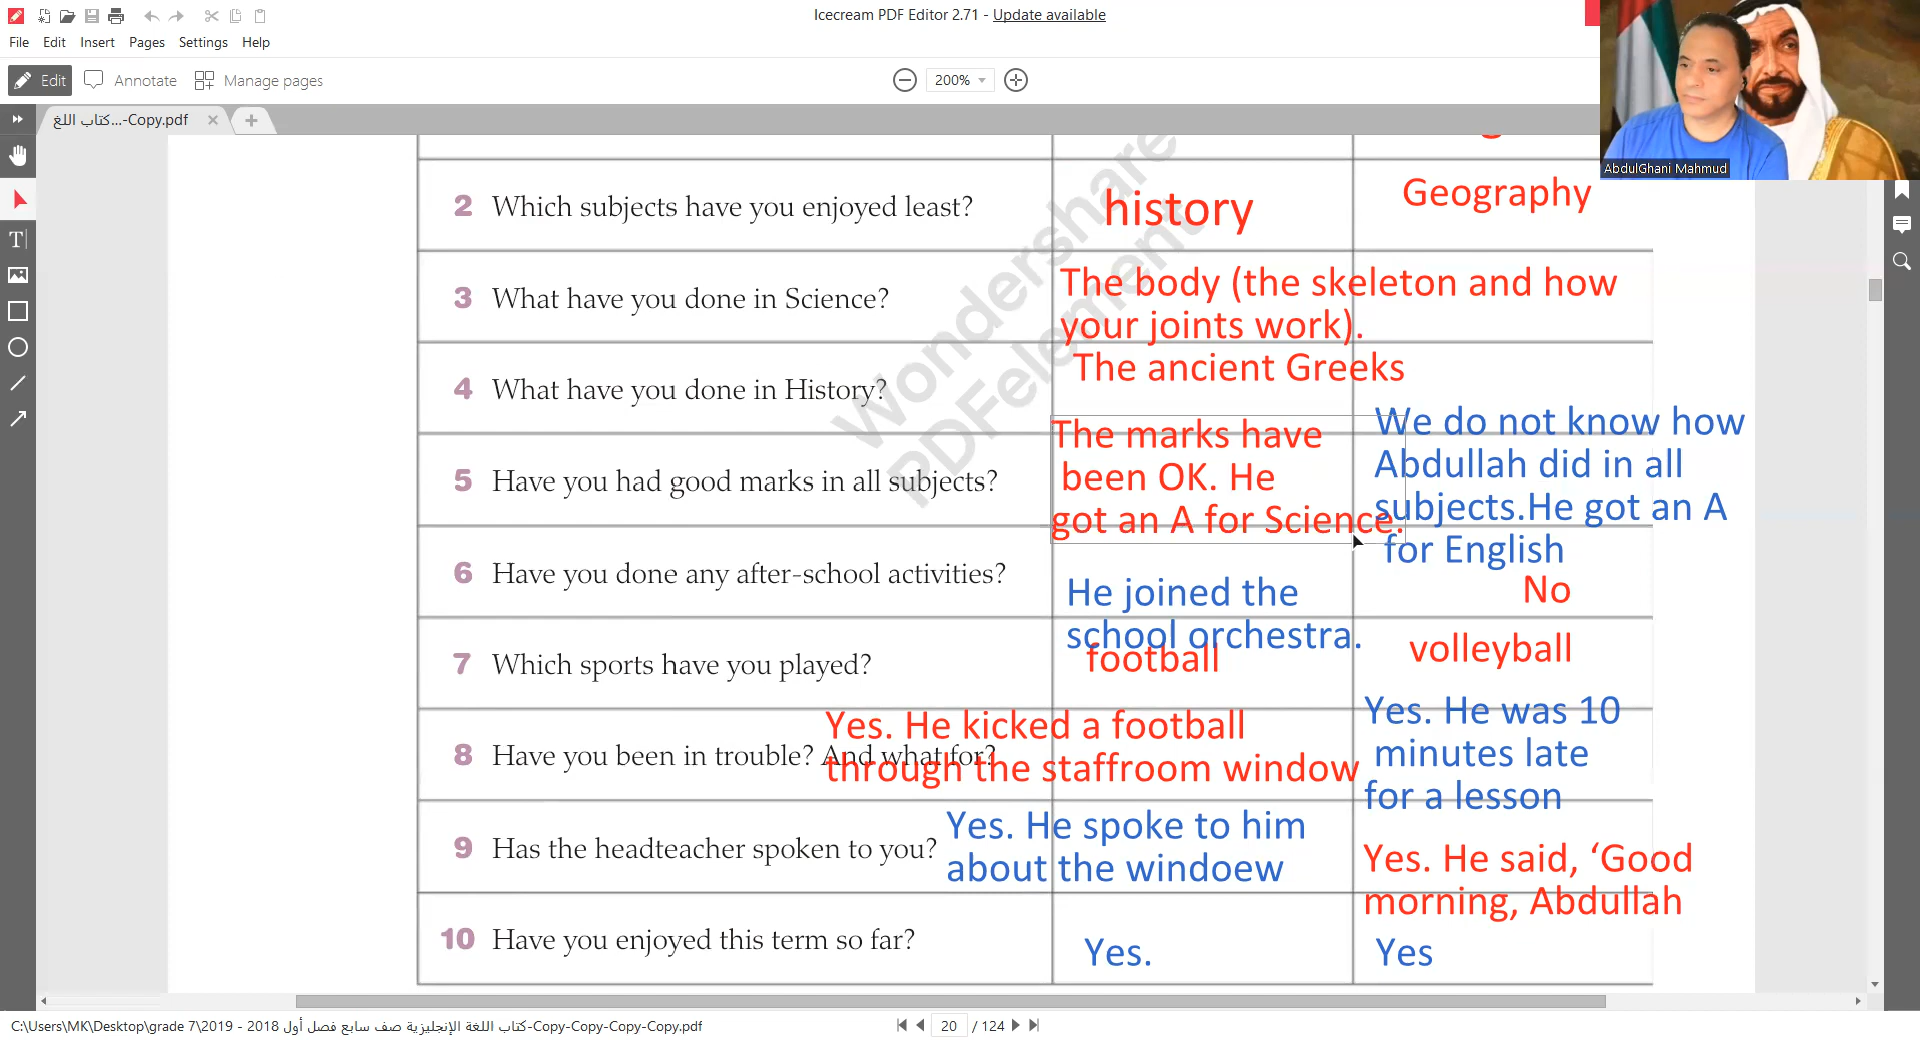 Icecream PDF Editor 2.71 - Update available
File Edit Insert Pages Settings Help
Edit Annotate Manage pages
200%
كتاب اللغ...-Copy.pdf
AbdulGhani Mahmud
2 Which subjects have you enjoyed least?
history
Geography
3 What have you done in Science?
The body (the skeleton and how
your joints work).
4 What have you done in History?
The ancient Greeks
5 Have you had good marks in all subjects?
The marks have
been OK. He
got an A for Science.
We do not know how
Abdullah did in all
subjects.He got an A
for English
6 Have you done any after-school activities?
He joined the
school orchestra.
No
7 Which sports have you played?
football
volleyball
8 Have you been in trouble? And what for?
Yes. He kicked a football
through the staffroom window
Yes. He was 10
minutes late
for a lesson
9 Has the headteacher spoken to you?
Yes. He spoke to him
about the windoew
Yes. He said, ‘Good
morning, Abdullah
10 Have you enjoyed this term so far?
Yes.
Yes
Wondershare
PDFelement
C:\Users\MK\Desktop\grade 7\2019 - 2018 كتاب اللغة الإنجليزية صف سابع فصل أول-Copy-Copy-Copy-Copy.pdf
20 / 124